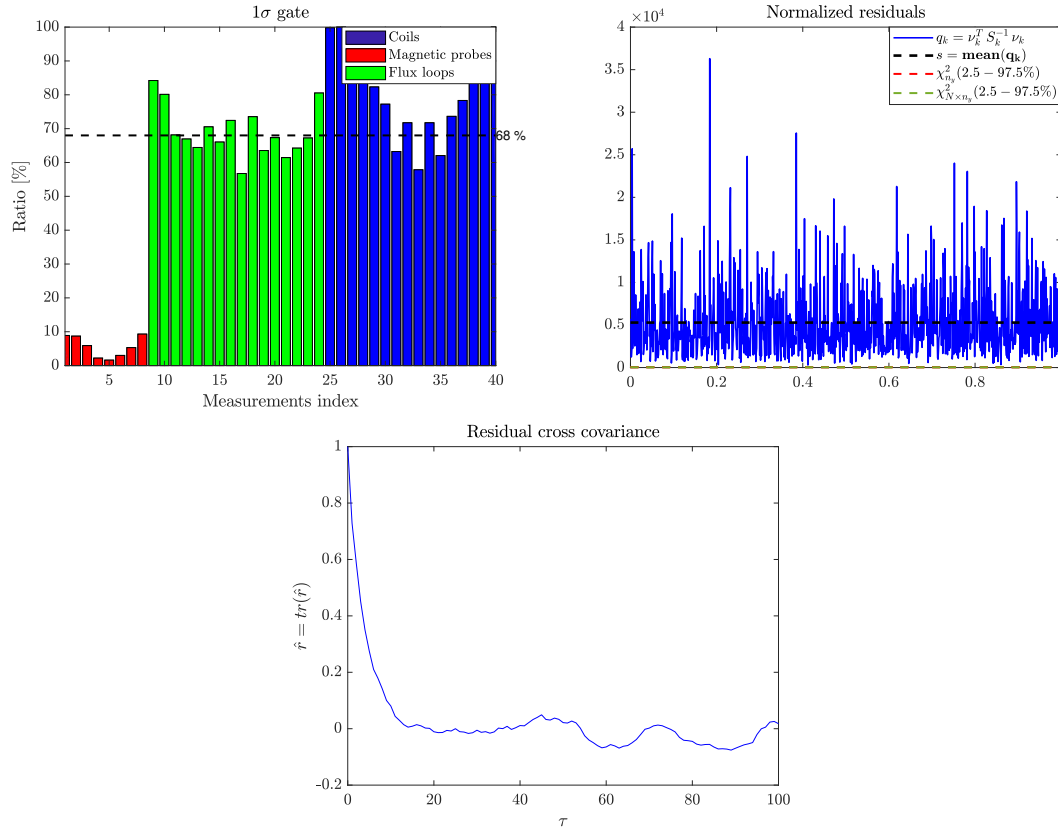 1σ gate
100
90
80
70
60
50
40
30
20
10
0
Ratio [%]
5 10 15 20 25 30 35 40
Measurements index
Coils
Magnetic probes
Flux loops
68 %
Normalized residuals
×10⁴
4
3.5
3
2.5
2
1.5
1
0.5
0
0 0.2 0.4 0.6 0.8
q_k = ν_k^T S_k^{-1} ν_k
s = mean(q_k)
χ²_{n_y}(2.5 − 97.5%)
χ²_{N×n_y}(2.5 − 97.5%)
Residual cross covariance
1
0.8
0.6
0.4
0.2
0
-0.2
r̂ = tr(r̂)
0 20 40 60 80 100
τ